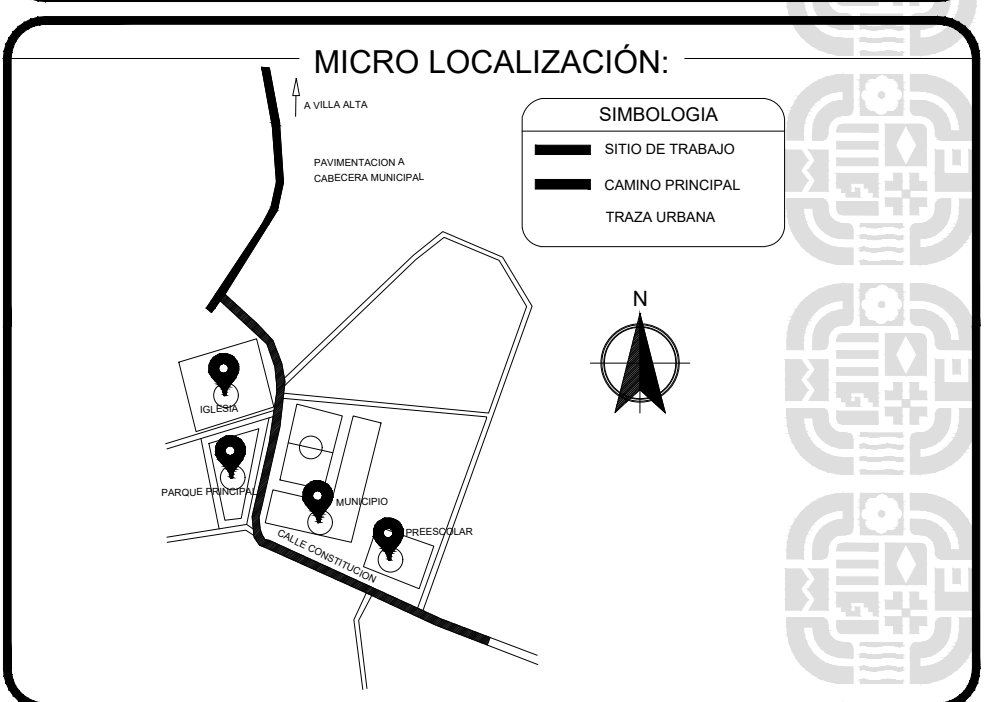 MICRO LOCALIZACIÓN:
A VILLA ALTA
PAVIMENTACION A
CABECERA MUNICIPAL
SIMBOLOGIA
SITIO DE TRABAJO
CAMINO PRINCIPAL
TRAZA URBANA
N
IGLESIA
PARQUE PRINCIPAL
MUNICIPIO
PREESCOLAR
CALLE CONSTITUCION